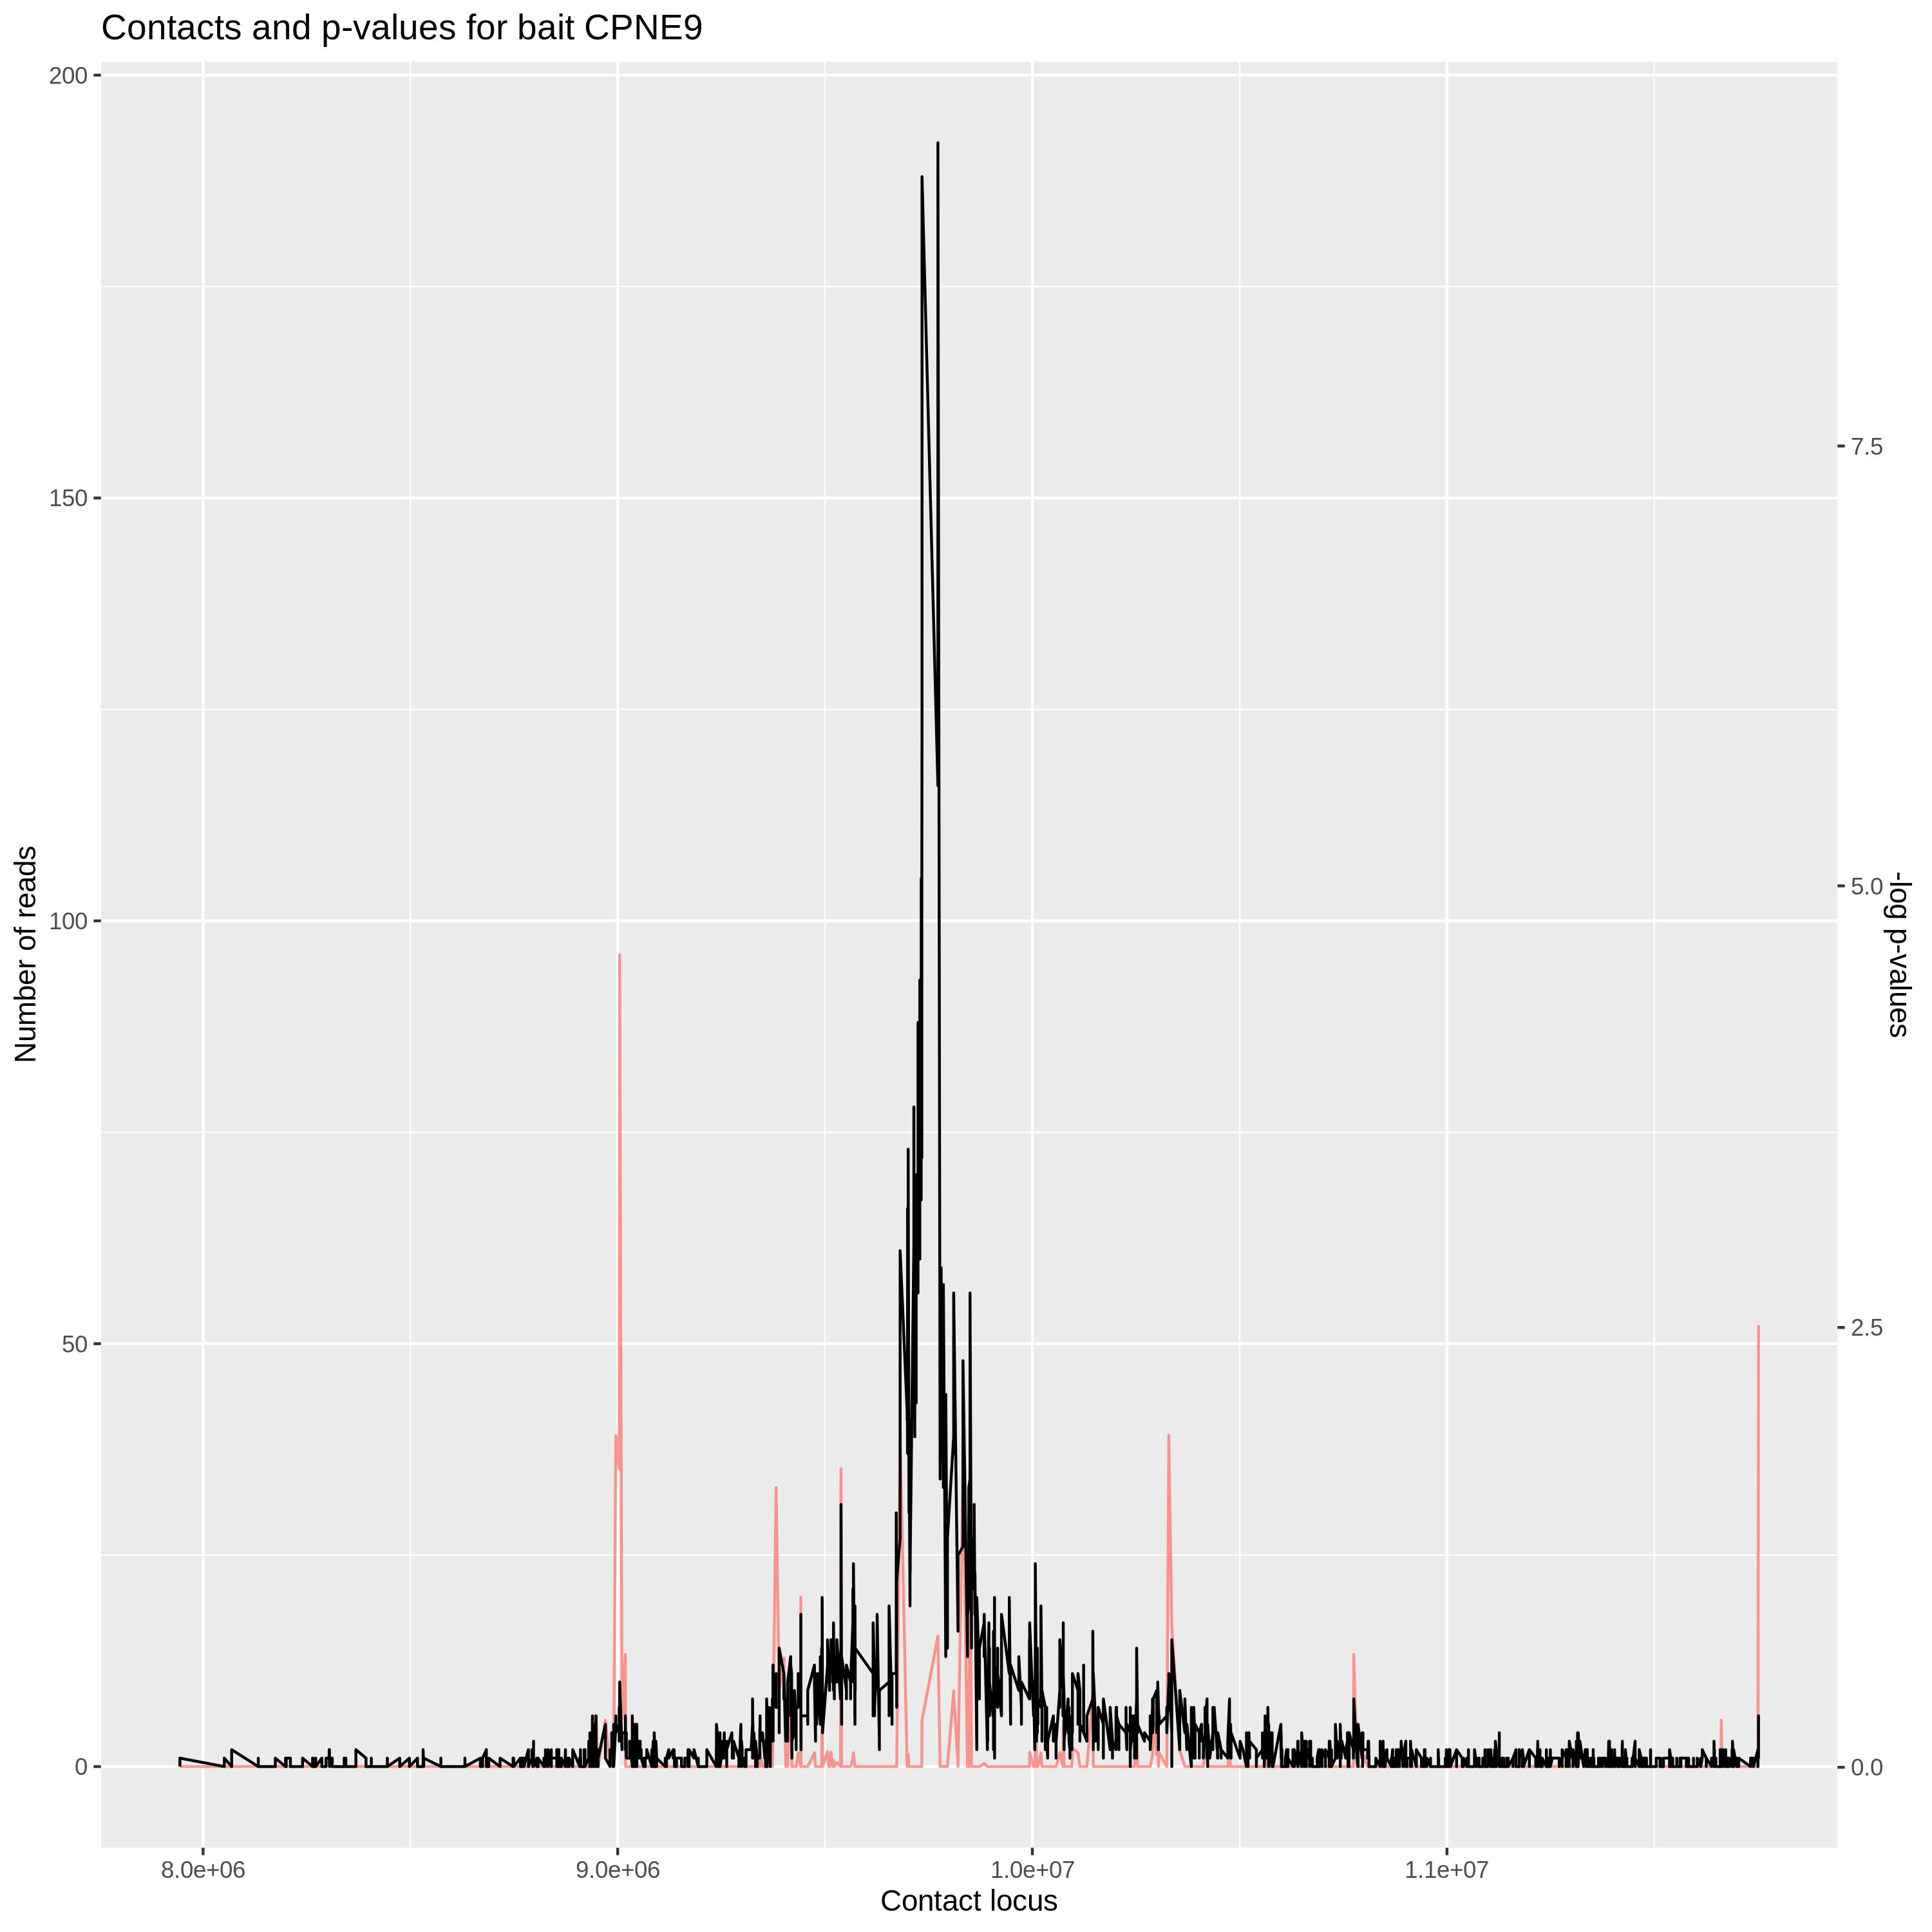 Contacts and p-values for bait CPNE9
200
150
100
50
0
7.5
5.0
2.5
0.0
Number of reads
-log p-values
8.0e+06 9.0e+06 1.0e+07 1.1e+07
Contact locus